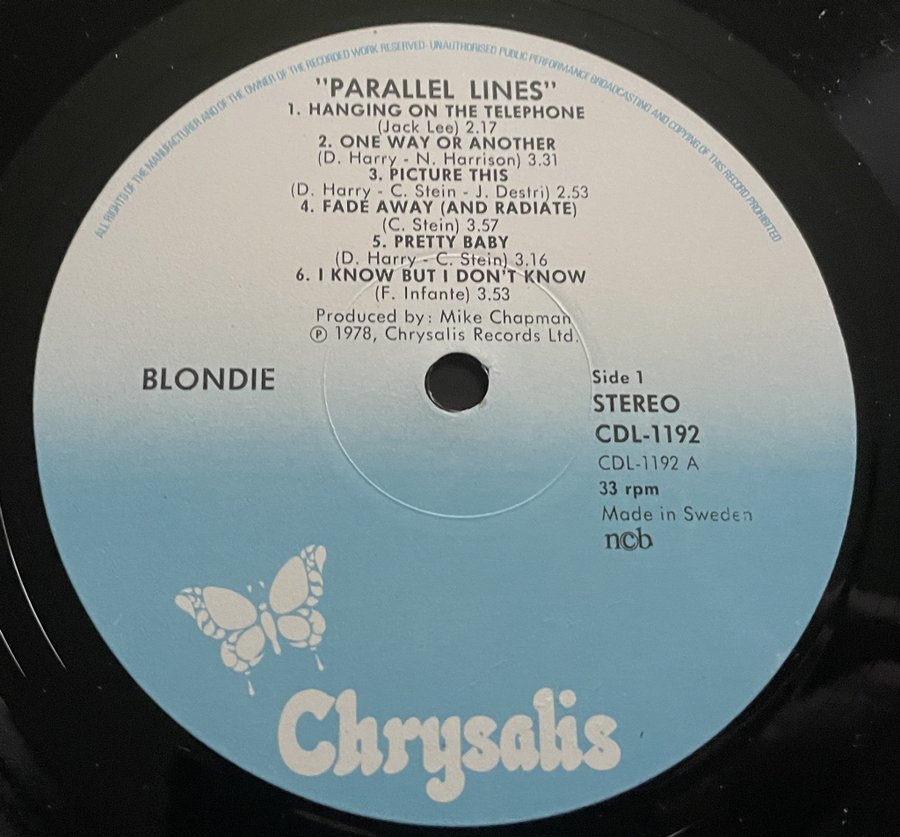 ALL RIGHTS OF THE MANUFACTURER AND OF THE OWNER OF THE RECORDED WORK RESERVED · UNAUTHORISED PUBLIC PERFORMANCE BROADCASTING AND COPYING OF THIS RECORD PROHIBITED
"PARALLEL LINES"
1. HANGING ON THE TELEPHONE
(Jack Lee) 2.17
2. ONE WAY OR ANOTHER
(D. Harry - N. Harrison) 3.31
3. PICTURE THIS
(D. Harry - C. Stein - J. Destri) 2.53
4. FADE AWAY (AND RADIATE)
(C. Stein) 3.57
5. PRETTY BABY
(D. Harry - C. Stein) 3.16
6. I KNOW BUT I DON'T KNOW
(F. Infante) 3.53
Produced by: Mike Chapman
Ⓟ 1978, Chrysalis Records Ltd.
BLONDIE
Side 1
STEREO
CDL-1192
CDL-1192 A
33 rpm
Made in Sweden
ncb
Chrysalis